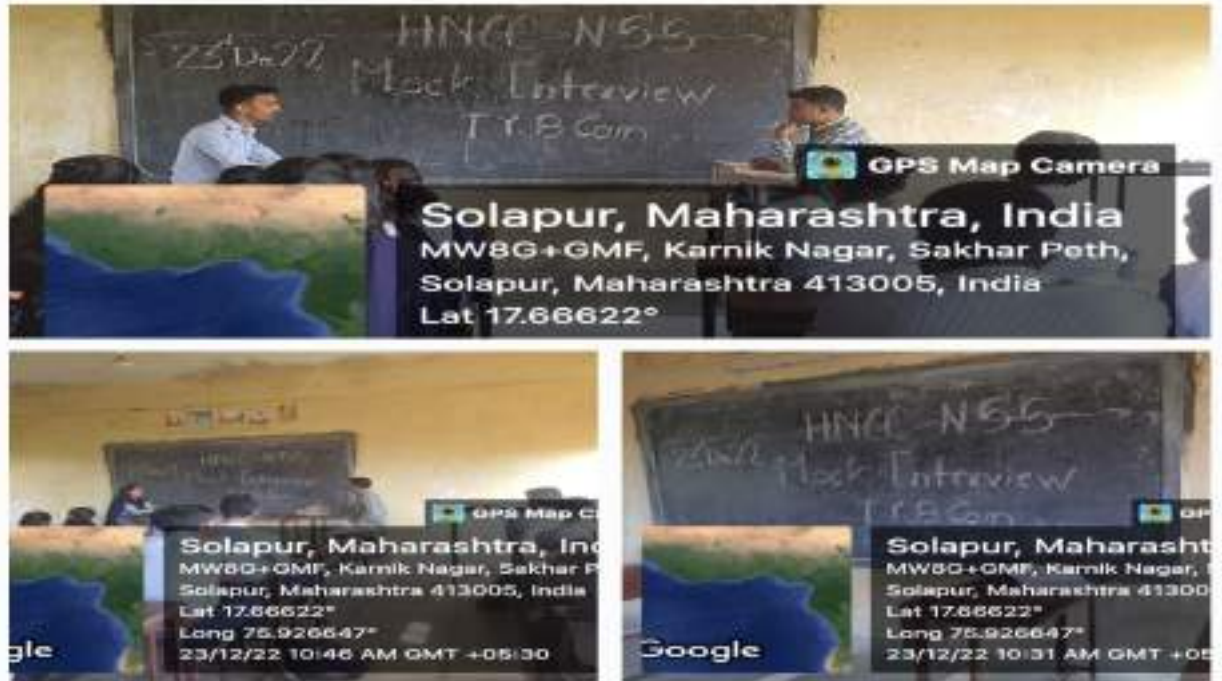 HNCC-NSS
23 Dec 22
Mock Interview
T.Y.B Com
GPS Map Camera
Solapur, Maharashtra, India
MW8G+GMF, Karnik Nagar, Sakhar Peth,
Solapur, Maharashtra 413005, India
Lat 17.66622°
GPS Map C
Solapur, Maharashtra, Ind
MW8G+GMF, Karnik Nagar, Sakhar P
Solapur, Maharashtra 413005, India
Lat 17.66622°
Long 75.926647°
23/12/22 10:46 AM GMT +05:30
gle
HNCC-NSS
Mock Interview
T.Y.B Com
GP
Solapur, Maharasht
MW8G+GMF, Karnik Nagar,
Solapur, Maharashtra 41300
Lat 17.66622°
Long 75.926647°
23/12/22 10:31 AM GMT +05
Google